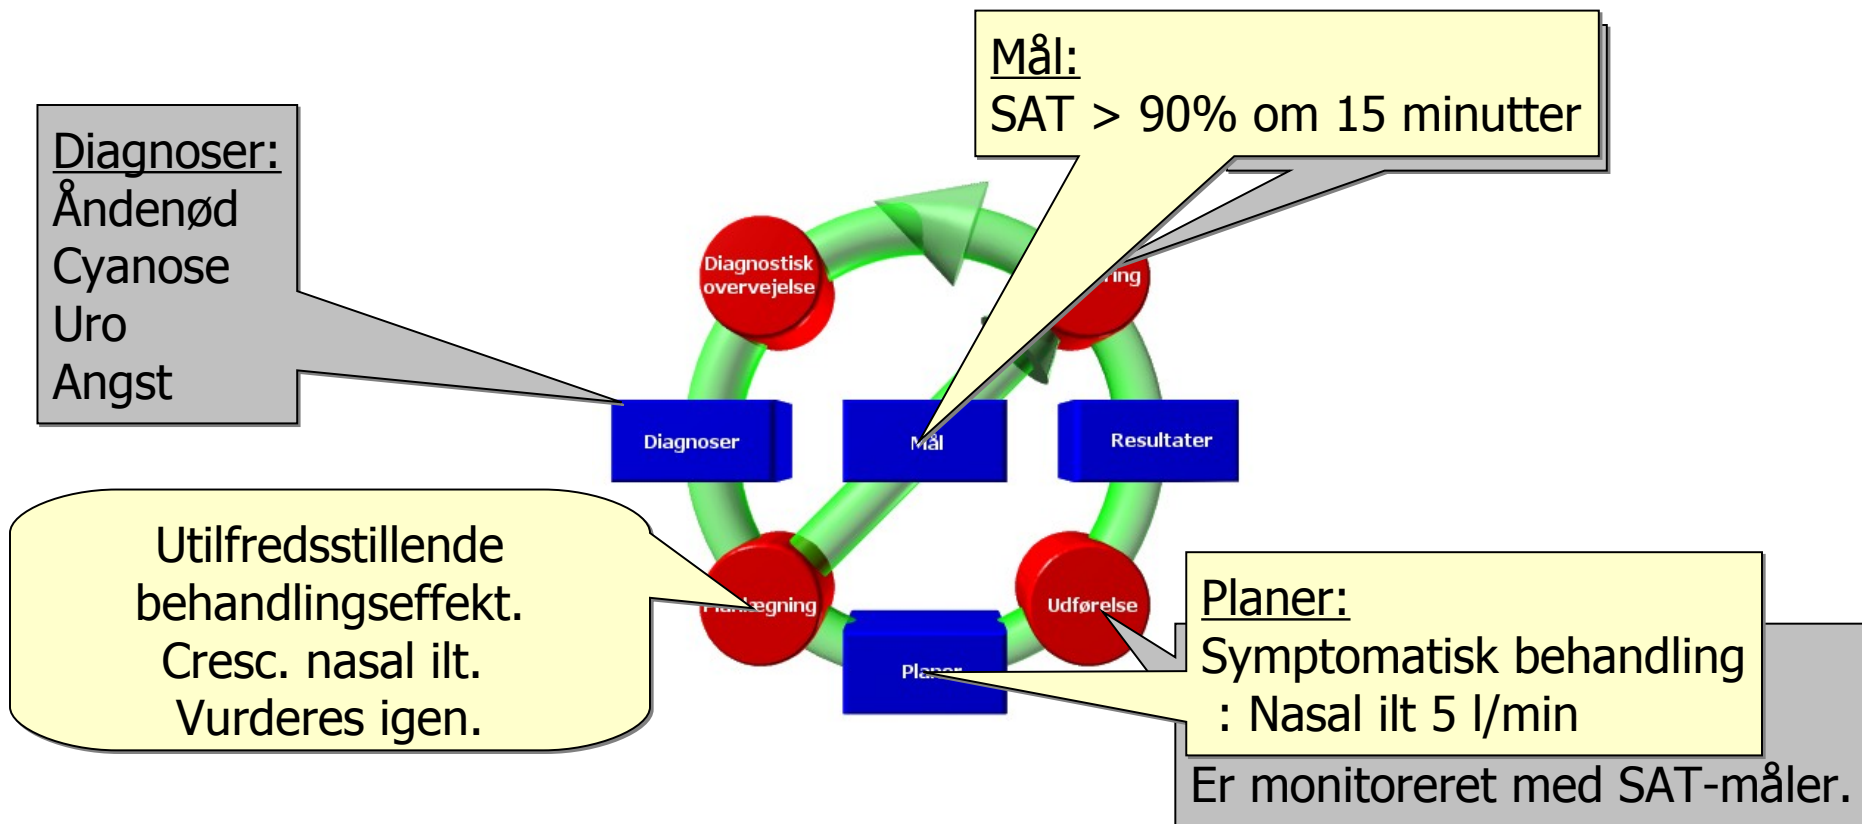 Mål:
SAT > 90% om 15 minutter
Diagnoser:
Åndenød
Cyanose
Uro
Angst
Diagnostisk
overvejelse
Diagnoser
Mål
Resultater
Utilfredsstillende
behandlingseffekt.
Cresc. nasal ilt.
Vurderes igen.
Udførelse
Planer
Planer:
Symptomatisk behandling
: Nasal ilt 5 l/min
Er monitoreret med SAT-måler.